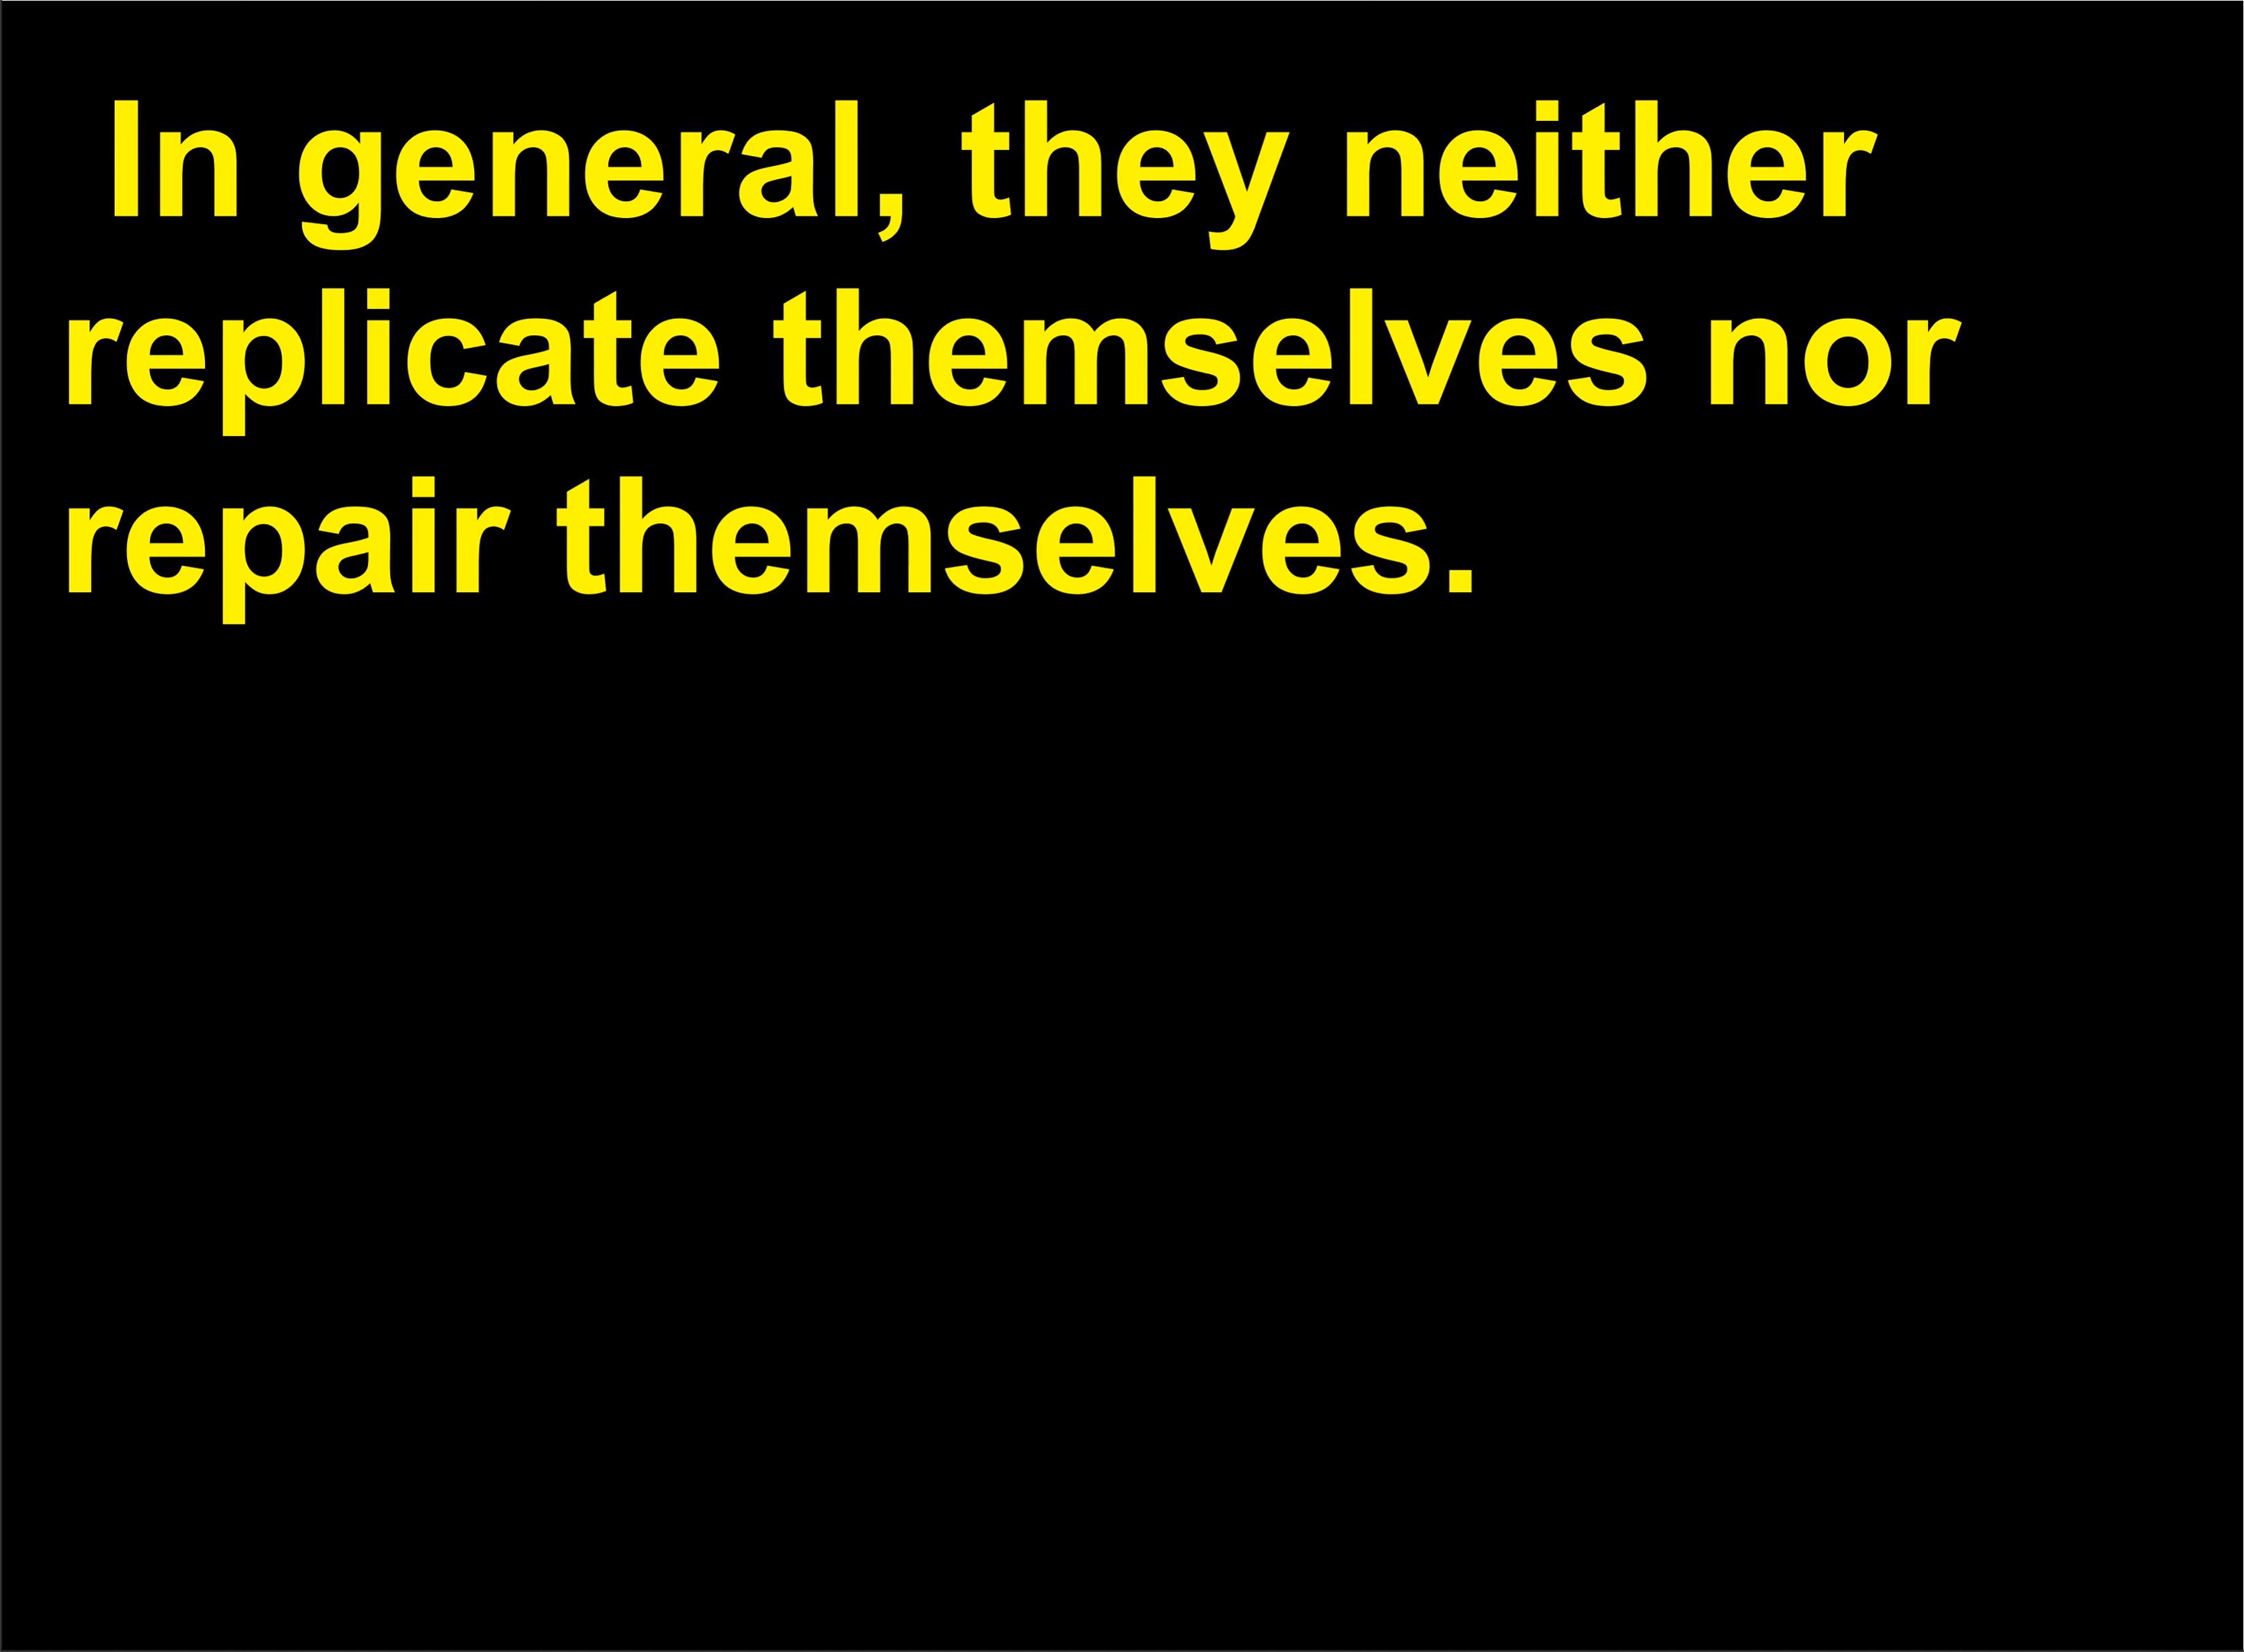 In general, they neither
replicate themselves nor
repair themselves.